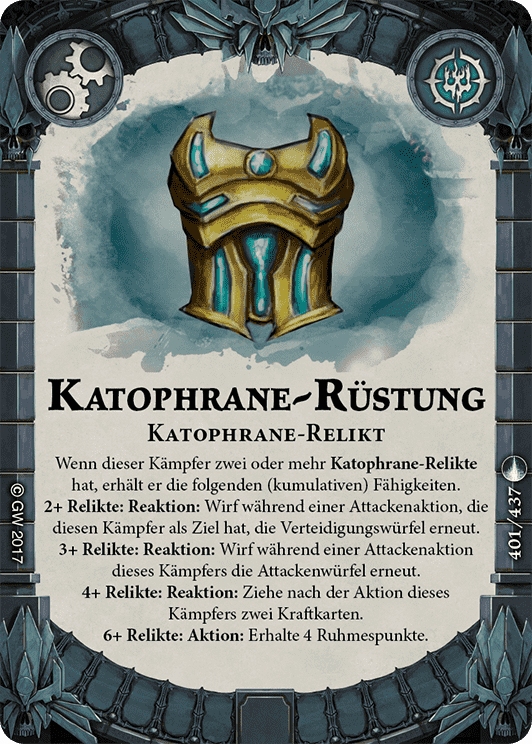 Katophrane-Rüstung
Katophrane-Relikt
Wenn dieser Kämpfer zwei oder mehr Katophrane-Relikte
hat, erhält er die folgenden (kumulativen) Fähigkeiten.
2+ Relikte: Reaktion: Wirf während einer Attackenaktion, die
diesen Kämpfer als Ziel hat, die Verteidigungswürfel erneut.
3+ Relikte: Reaktion: Wirf während einer Attackenaktion
dieses Kämpfers die Attackenwürfel erneut.
4+ Relikte: Reaktion: Ziehe nach der Aktion dieses
Kämpfers zwei Kraftkarten.
6+ Relikte: Aktion: Erhalte 4 Ruhmespunkte.
© GW 2017
401/437